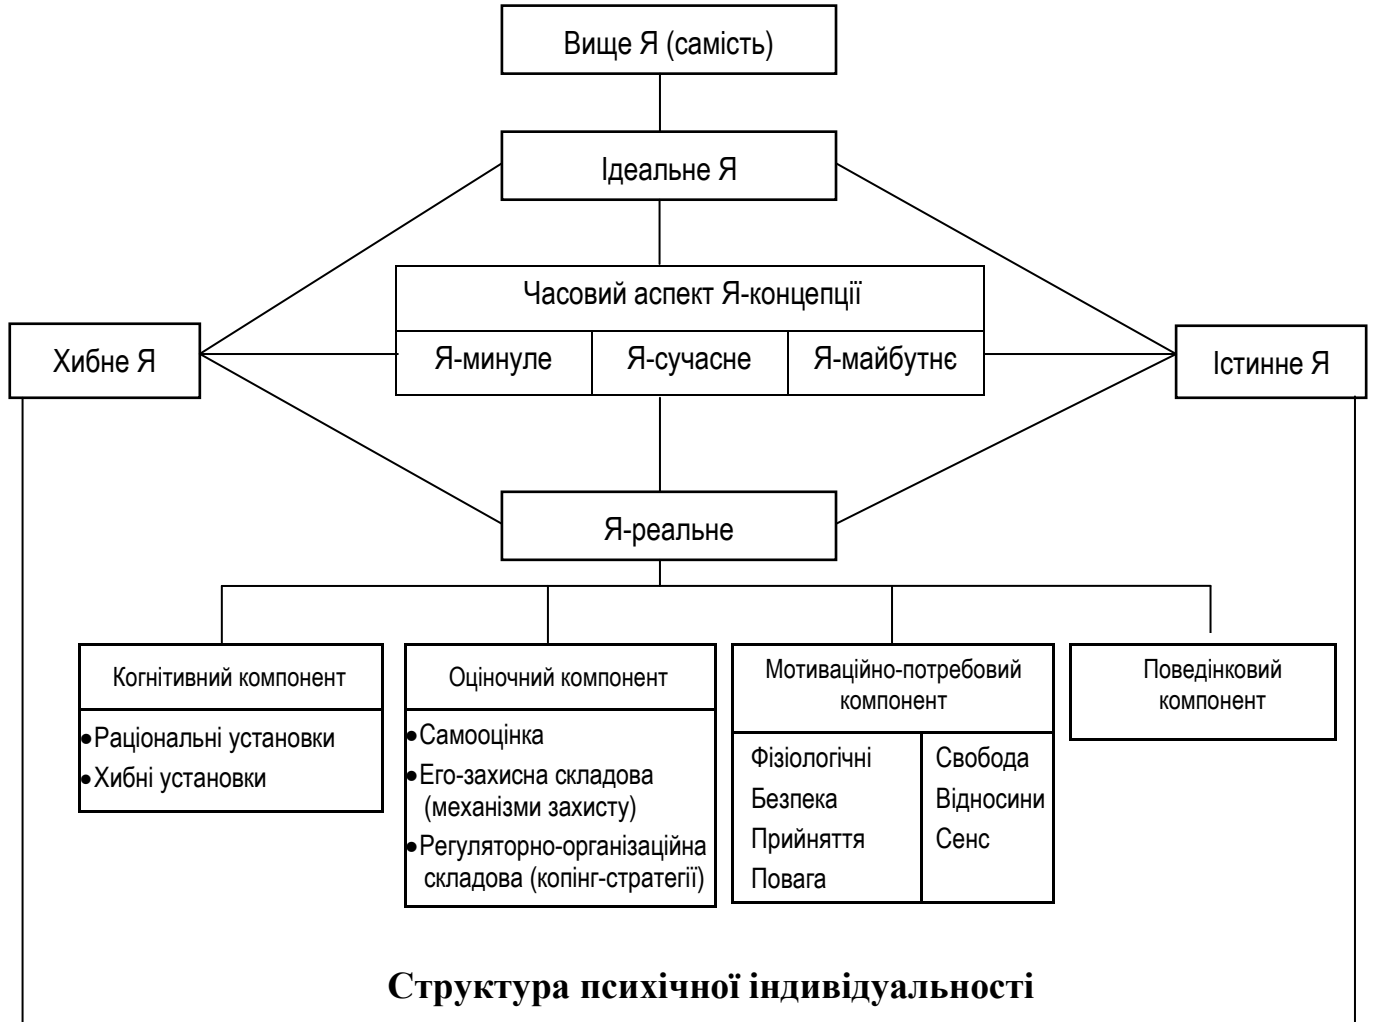 Вище Я (самість)
Ідеальне Я
Часовий аспект Я-концепції
Хибне Я
Я-минуле
Я-сучасне
Я-майбутнє
Істинне Я
Я-реальне
Когнітивний компонент
•Раціональні установки
•Хибні установки
Оціночний компонент
•Самооцінка
•Его-захисна складова
(механізми захисту)
•Регуляторно-організаційна
складова (копінг-стратегії)
Мотиваційно-потребовий
компонент
Фізіологічні
Безпека
Прийняття
Повага
Свобода
Відносини
Сенс
Поведінковий
компонент
Структура психічної індивідуальності